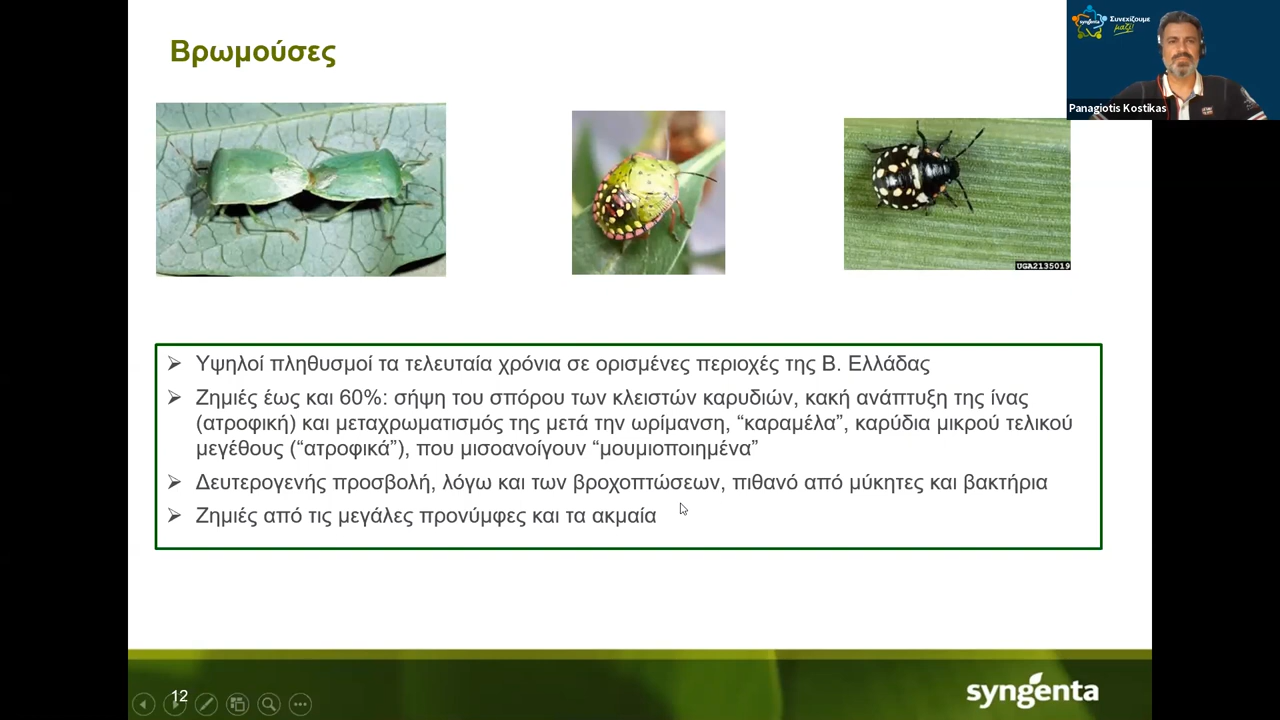 Βρωμούσες
syngenta
Συνεχίζουμε
μαζί!
Panagiotis Kostikas
UGA2135019
➢ Υψηλοί πληθυσμοί τα τελευταία χρόνια σε ορισμένες περιοχές της Β. Ελλάδας
➢ Ζημιές έως και 60%: σήψη του σπόρου των κλειστών καρυδιών, κακή ανάπτυξη της ίνας
(ατροφική) και μεταχρωματισμός της μετά την ωρίμανση, “καραμέλα”, καρύδια μικρού τελικού
μεγέθους (“ατροφικά”), που μισοανοίγουν “μουμιοποιημένα”
➢ Δευτερογενής προσβολή, λόγω και των βροχοπτώσεων, πιθανό από μύκητες και βακτήρια
➢ Ζημιές από τις μεγάλες προνύμφες και τα ακμαία
12
syngenta